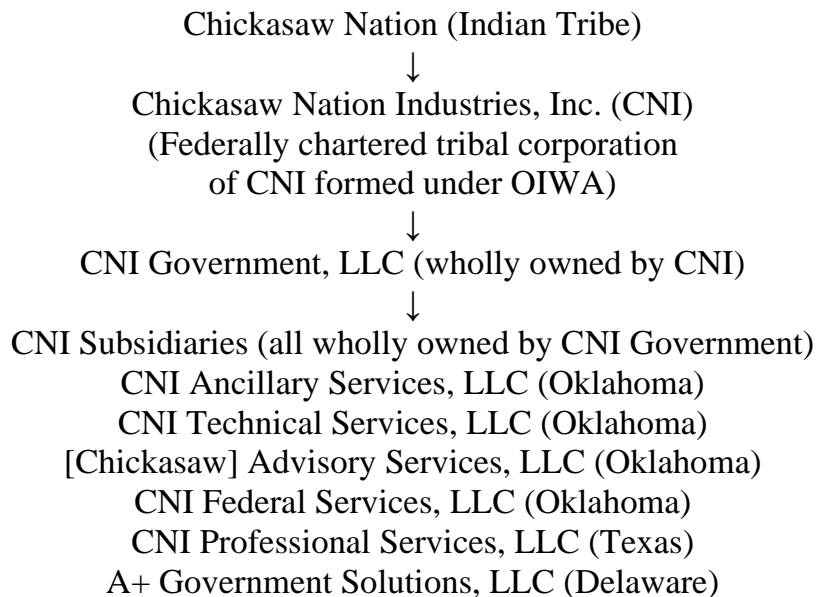 Chickasaw Nation (Indian Tribe)
↓
Chickasaw Nation Industries, Inc. (CNI)
(Federally chartered tribal corporation
of CNI formed under OIWA)
↓
CNI Government, LLC (wholly owned by CNI)
↓
CNI Subsidiaries (all wholly owned by CNI Government)
CNI Ancillary Services, LLC (Oklahoma)
CNI Technical Services, LLC (Oklahoma)
[Chickasaw] Advisory Services, LLC (Oklahoma)
CNI Federal Services, LLC (Oklahoma)
CNI Professional Services, LLC (Texas)
A+ Government Solutions, LLC (Delaware)